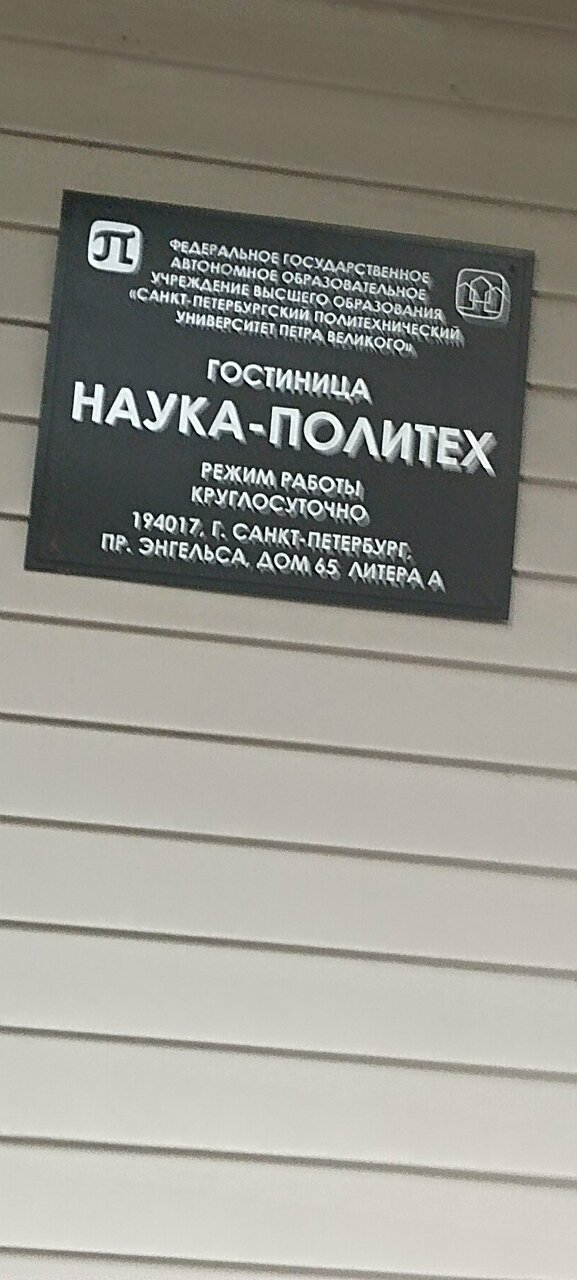 ФЕДЕРАЛЬНОЕ ГОСУДАРСТВЕННОЕ
АВТОНОМНОЕ ОБРАЗОВАТЕЛЬНОЕ
УЧРЕЖДЕНИЕ ВЫСШЕГО ОБРАЗОВАНИЯ
«САНКТ-ПЕТЕРБУРГСКИЙ ПОЛИТЕХНИЧЕСКИЙ
УНИВЕРСИТЕТ ПЕТРА ВЕЛИКОГО»
ГОСТИНИЦА
НАУКА-ПОЛИТЕХ
РЕЖИМ РАБОТЫ
КРУГЛОСУТОЧНО
194017, Г. САНКТ-ПЕТЕРБУРГ,
ПР. ЭНГЕЛЬСА, ДОМ 65 ЛИТЕРА А